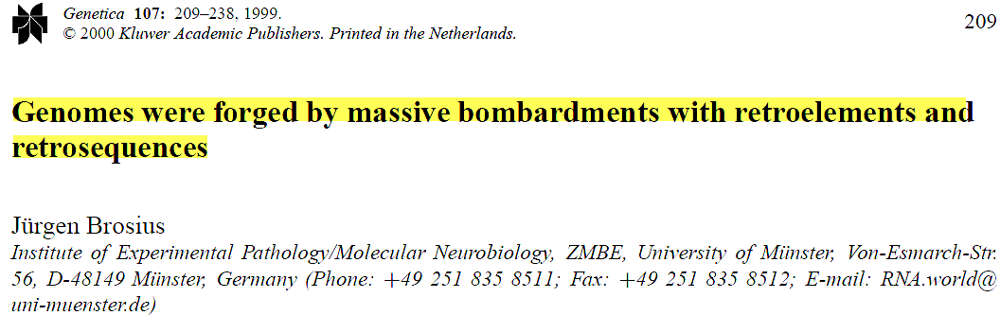 Genetica 107: 209–238, 1999.
© 2000 Kluwer Academic Publishers. Printed in the Netherlands.
209
Genomes were forged by massive bombardments with retroelements and
retrosequences
Jürgen Brosius
Institute of Experimental Pathology/Molecular Neurobiology, ZMBE, University of Münster, Von-Esmarch-Str.
56, D-48149 Münster, Germany (Phone: +49 251 835 8511; Fax: +49 251 835 8512; E-mail: RNA.world@
uni-muenster.de)